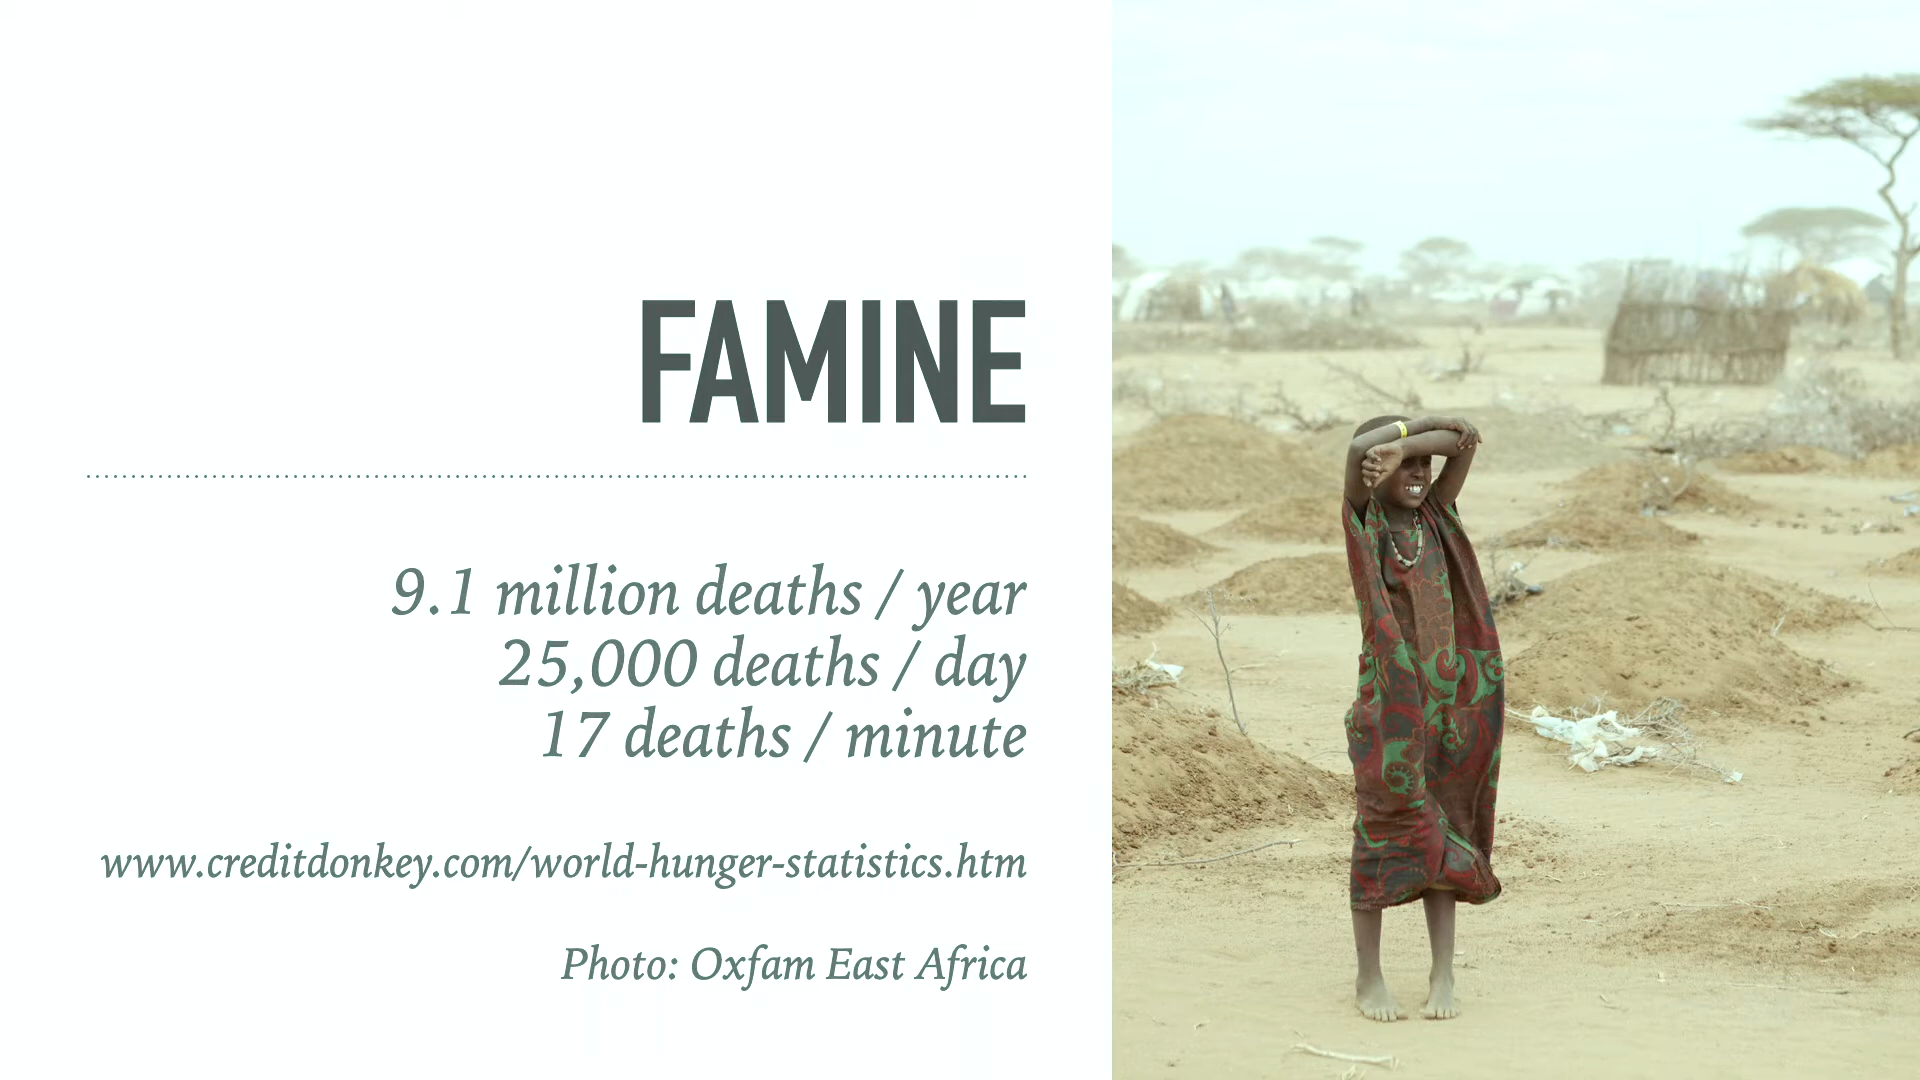 FAMINE
9.1 million deaths / year
25,000 deaths / day
17 deaths / minute
www.creditdonkey.com/world-hunger-statistics.htm
Photo: Oxfam East Africa